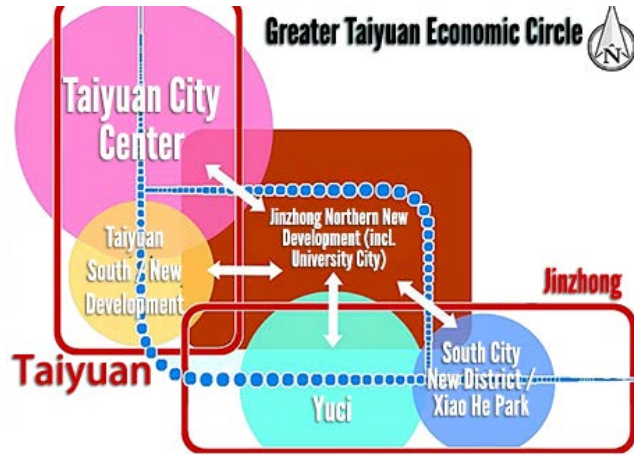 Greater Taiyuan Economic Circle
N
Taiyuan City
Center
Jinzhong Northern New
Development (incl.
University City)
Taiyuan
South / New
Development
Jinzhong
Taiyuan
South City
New District /
Xiao He Park
Yuci